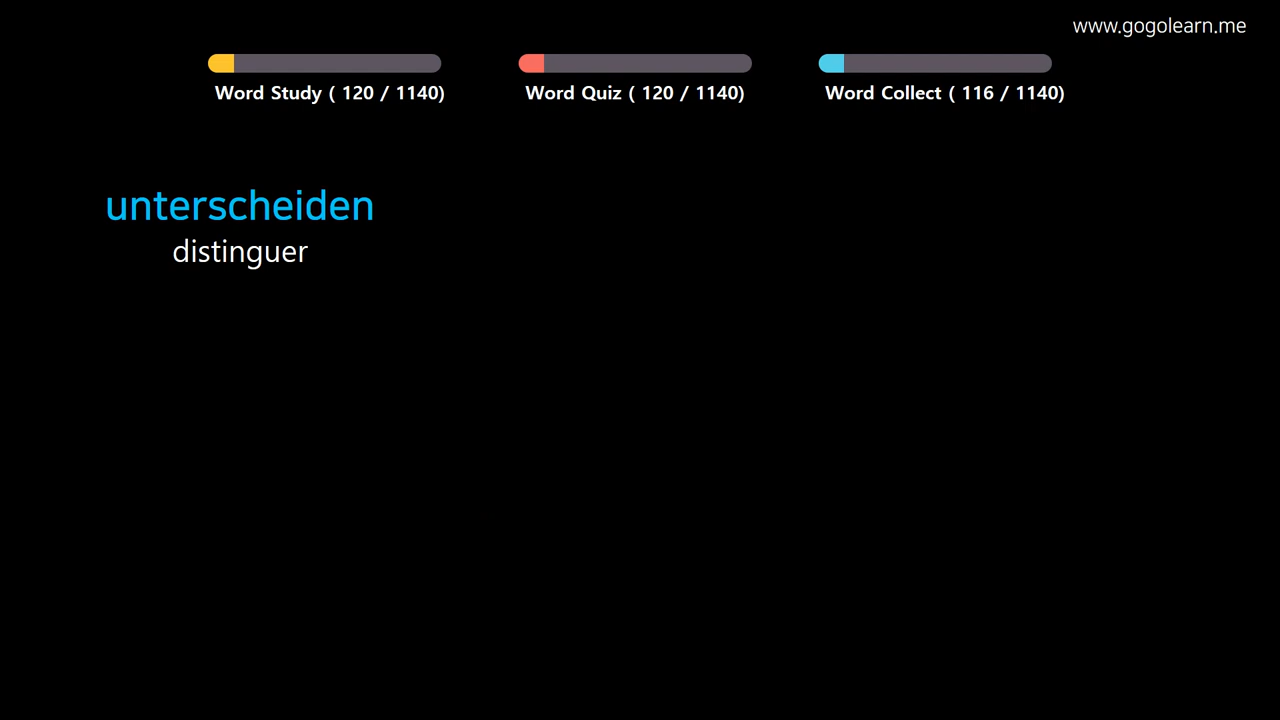 www.gogolearn.me
Word Study ( 120 / 1140)
Word Quiz ( 120 / 1140)
Word Collect ( 116 / 1140)
unterscheiden
distinguer